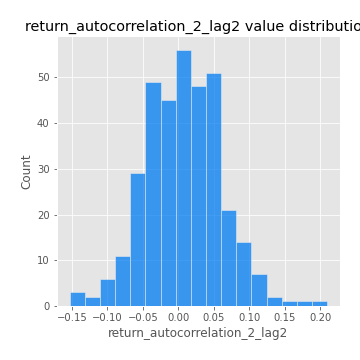 return_autocorrelation_2_lag2 value distributio
50
40
30
20
10
0
Count
−0.15 −0.10 −0.05 0.00 0.05 0.10 0.15 0.20
return_autocorrelation_2_lag2